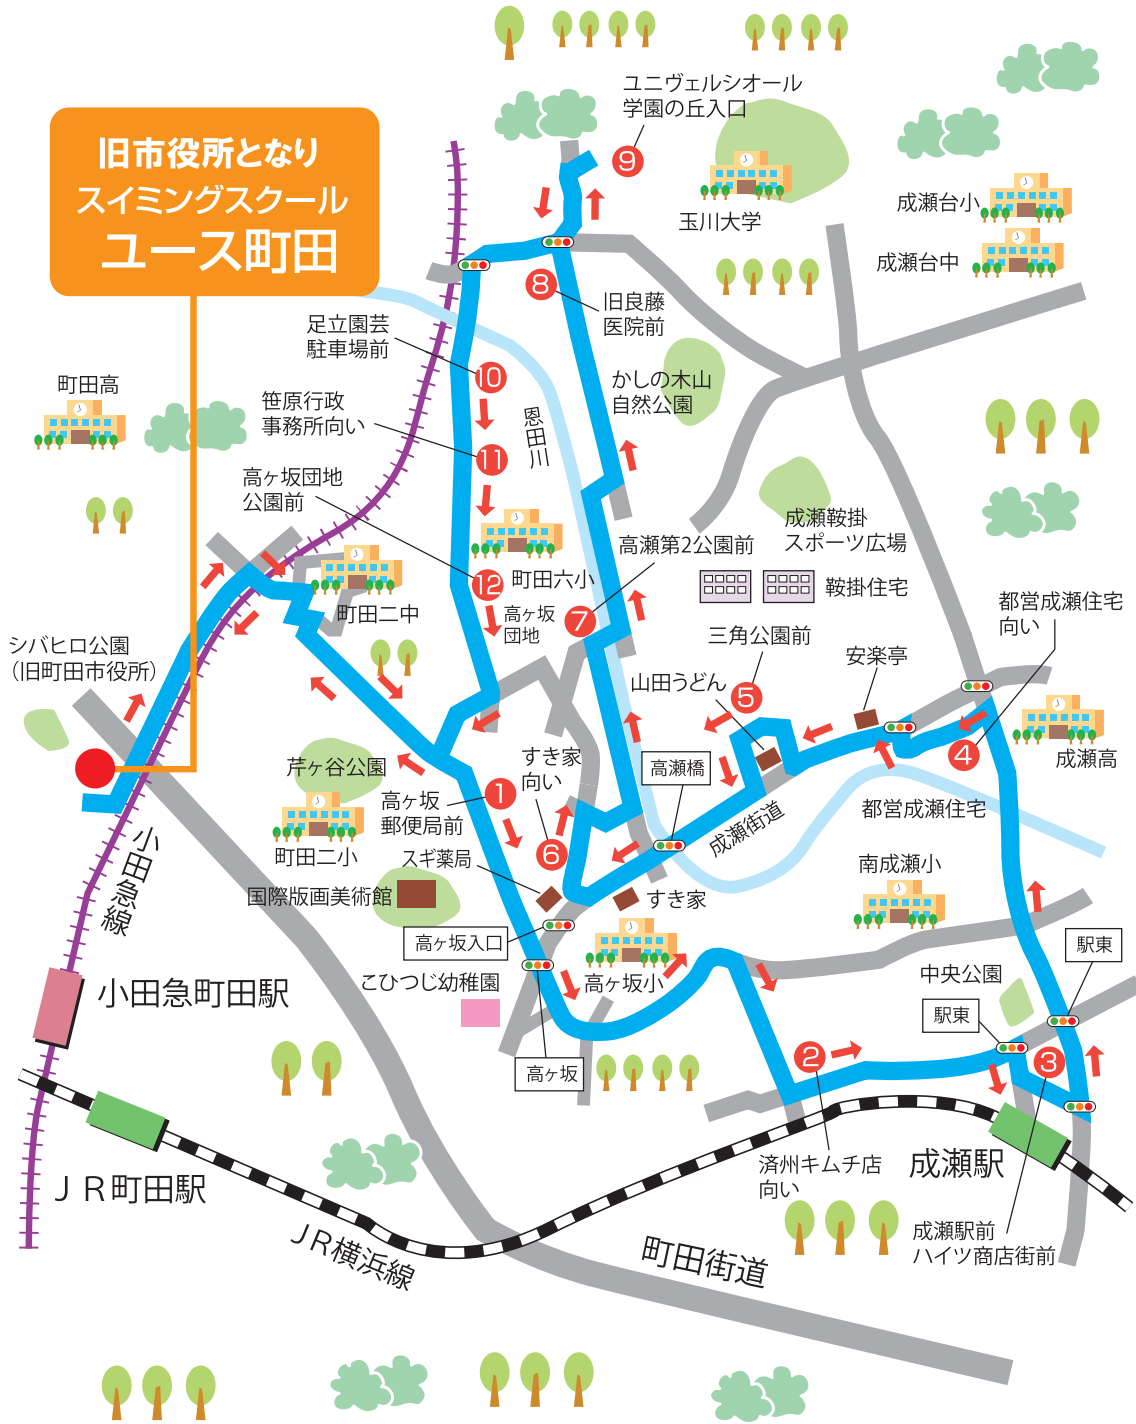 旧市役所となり
スイミングスクール
ユース町田
ユニヴェルシオール
学園の丘入口
9
玉川大学
成瀬台小
成瀬台中
8
旧良藤
医院前
足立園芸
駐車場前
10
町田高
笹原行政
事務所向い
11
恩田川
かしの木山
自然公園
高ヶ坂団地
公園前
12
町田六小
成瀬鞍掛
スポーツ広場
高瀬第2公園前
7
鞍掛住宅
町田二中
高ヶ坂
団地
都営成瀬住宅
向い
三角公園前
5
安楽亭
シバヒロ公園
（旧町田市役所）
山田うどん
4
成瀬高
芹ヶ谷公園
すき家
向い
高瀬橋
高ヶ坂
郵便局前
1
6
成瀬街道
都営成瀬住宅
小田急線
町田二小
スギ薬局
南成瀬小
国際版画美術館
すき家
高ヶ坂入口
駅東
こひつじ幼稚園
高ヶ坂小
中央公園
小田急町田駅
駅東
高ヶ坂
2
3
済州キムチ店
向い
成瀬駅
ＪＲ町田駅
成瀬駅前
ハイツ商店街前
ＪＲ横浜線
町田街道